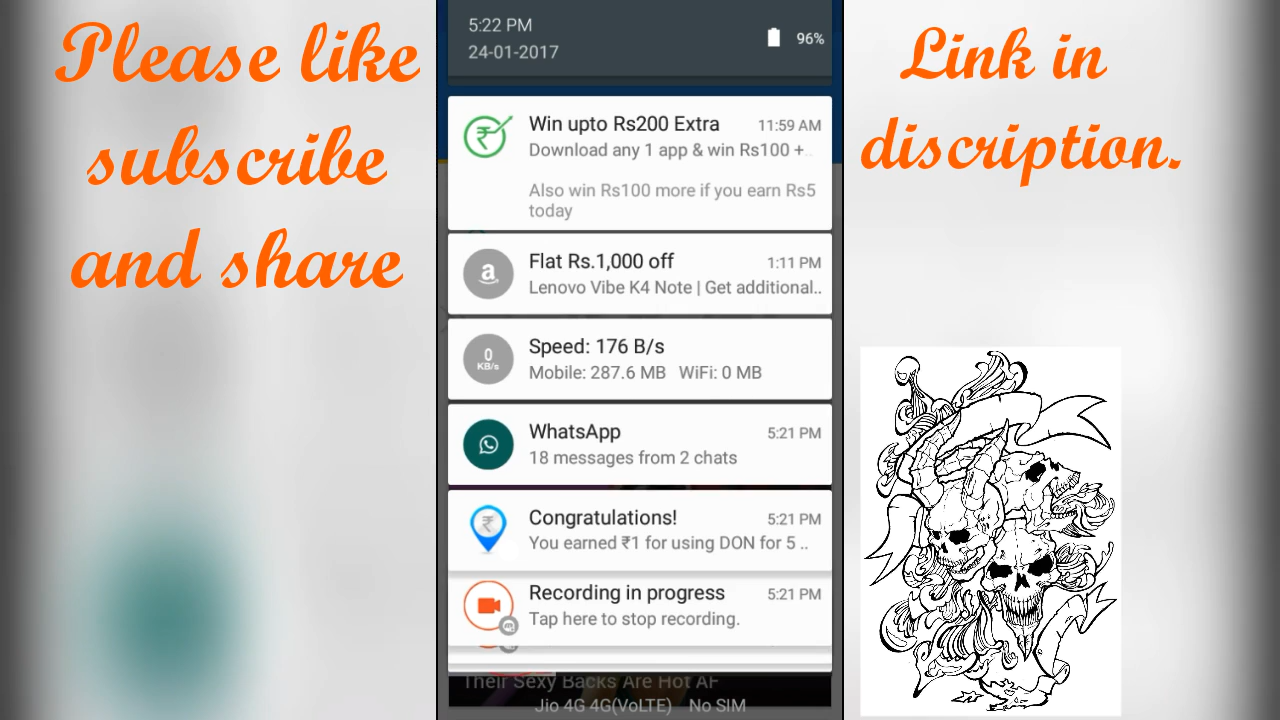 Please like
subscribe
and share
5:22 PM
24-01-2017
96%
Win upto Rs200 Extra
11:59 AM
Download any 1 app & win Rs100 +..
Also win Rs100 more if you earn Rs5
today
Flat Rs.1,000 off
1:11 PM
Lenovo Vibe K4 Note | Get additional..
0
KB/s
Speed: 176 B/s
Mobile: 287.6 MB WiFi: 0 MB
WhatsApp
5:21 PM
18 messages from 2 chats
Congratulations!
5:21 PM
You earned ₹1 for using DON for 5 ..
Recording in progress
5:21 PM
Tap here to stop recording.
Their Sexy Backs Are Hot AF
Jio 4G 4G(VoLTE) No SIM
Link in
discription.